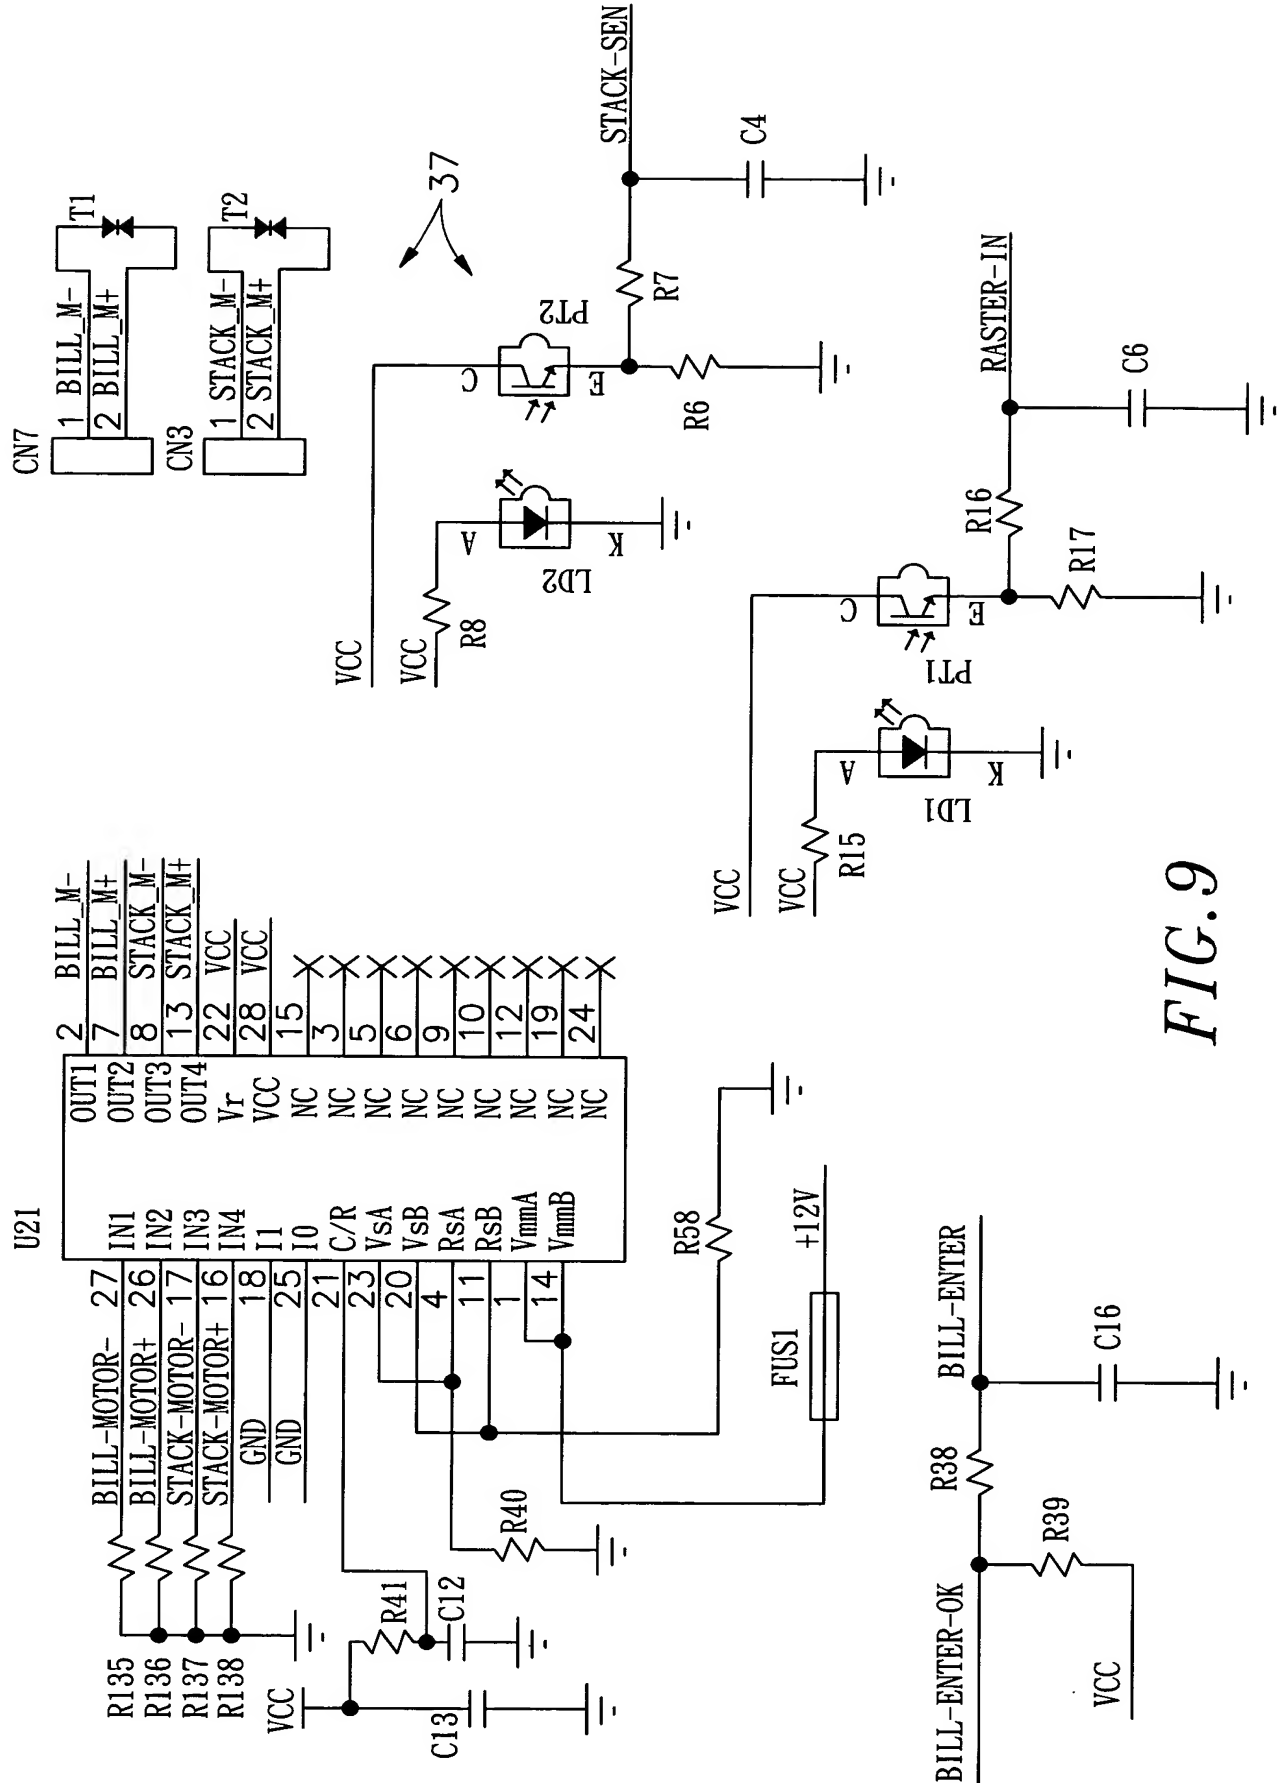 U21
BILL-MOTOR- 27 IN1
BILL-MOTOR+ 26 IN2
STACK-MOTOR- 17 IN3
STACK-MOTOR+ 16 IN4
GND 18 I1
GND 25 I0
21 C/R
23 VsA
20 VsB
4 RsA
11 RsB
1 VmmA
14 VmmB
OUT1 2 BILL_M-
OUT2 7 BILL_M+
OUT3 8 STACK_M-
OUT4 13 STACK_M+
Vr 22 VCC
VCC 28 VCC
NC 15
NC 3
NC 5
NC 6
NC 9
NC 10
NC 12
NC 19
NC 24
R135
R136
R137
R138
VCC
R41
C12
C13
R40
R58
FUS1
+12V
CN7
1 BILL_M-
2 BILL_M+
T1
CN3
1 STACK_M-
2 STACK_M+
T2
37
VCC
VCC
R8
A
K
LD2
C
E
PT2
R6
R7
STACK-SEN
C4
VCC
VCC
R15
A
K
LD1
C
E
PT1
R16
R17
RASTER-IN
C6
BILL-ENTER-OK
R38
BILL-ENTER
R39
VCC
C16
FIG.9